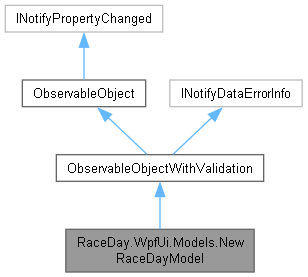 INotifyPropertyChanged
ObservableObject
INotifyDataErrorInfo
ObservableObjectWithValidation
RaceDay.WpfUi.Models.New
RaceDayModel